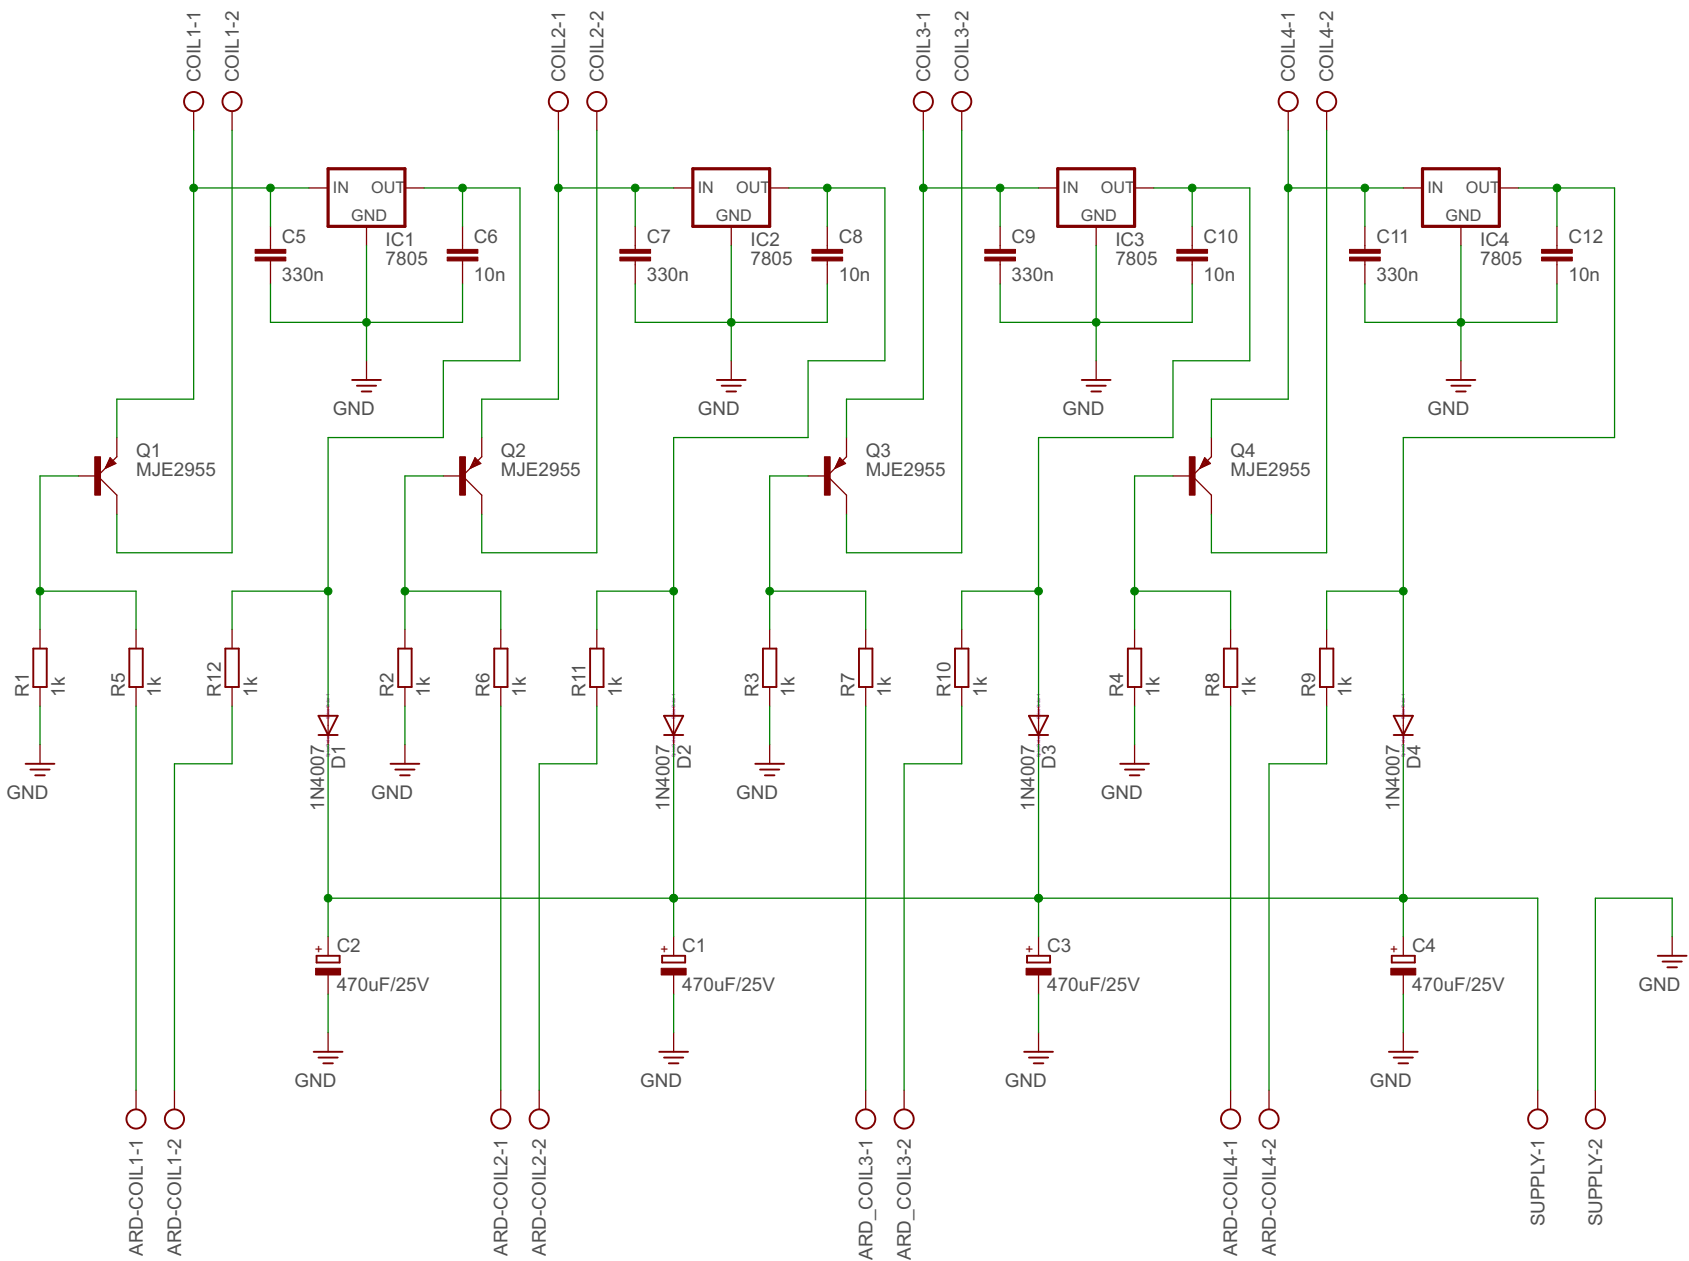 COIL1-1
COIL1-2
COIL2-1
COIL2-2
COIL3-1
COIL3-2
COIL4-1
COIL4-2
IN OUT
GND
IC1
7805
C5
330n
C6
10n
GND
IN OUT
GND
IC2
7805
C7
330n
C8
10n
GND
IN OUT
GND
IC3
7805
C9
330n
C10
10n
GND
IN OUT
GND
IC4
7805
C11
330n
C12
10n
GND
Q1
MJE2955
Q2
MJE2955
Q3
MJE2955
Q4
MJE2955
R1
1k
R5
1k
R12
1k
R2
1k
R6
1k
R11
1k
R3
1k
R7
1k
R10
1k
R4
1k
R8
1k
R9
1k
GND
1N4007
D1
GND
1N4007
D2
GND
1N4007
D3
GND
1N4007
D4
+
C2
470uF/25V
GND
+
C1
470uF/25V
GND
+
C3
470uF/25V
GND
+
C4
470uF/25V
GND
GND
ARD-COIL1-1
ARD-COIL1-2
ARD-COIL2-1
ARD-COIL2-2
ARD_COIL3-1
ARD_COIL3-2
ARD-COIL4-1
ARD-COIL4-2
SUPPLY-1
SUPPLY-2